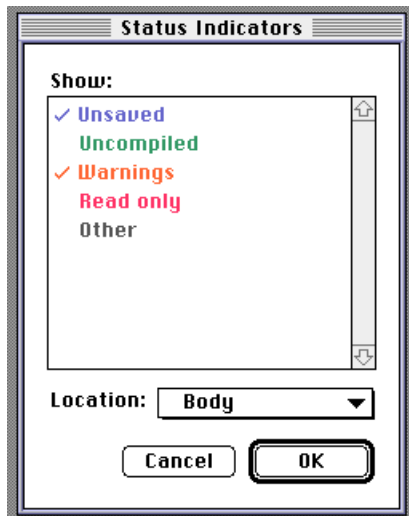 Status Indicators
Show:
✓ Unsaved
Uncompiled
✓ Warnings
Read only
Other
Location: Body
Cancel OK